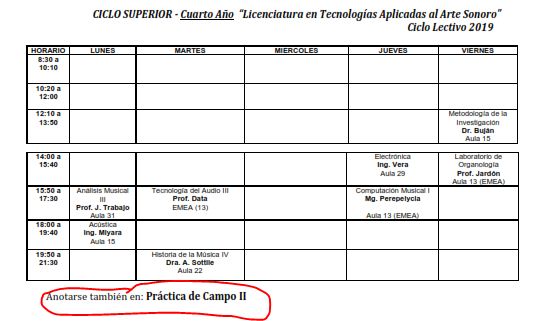 CICLO SUPERIOR - Cuarto Año  "Licenciatura en Tecnologías Aplicadas al Arte Sonoro"
Ciclo Lectivo 2019
HORARIO LUNES MARTES MIERCOLES JUEVES VIERNES
8:30 a
10:10
10:20 a
12:00
12:10 a
13:50
Metodología de la
Investigación
Dr. Buján
Aula 15
14:00 a
15:40
Electrónica
Ing. Vera
Aula 29
Laboratorio de
Organología
Prof. Jardón
Aula 13 (EMEA)
15:50 a
17:30
Análisis Musical
III
Prof. J. Trabajo
Aula 31
Tecnología del Audio III
Prof. Data
EMEA (13)
Computación Musical I
Mg. Perepelycia
Aula 13 (EMEA)
18:00 a
19:40
Acústica
Ing. Miyara
Aula 15
19:50 a
21:30
Historia de la Música IV
Dra. A. Sottile
Aula 22
Anotarse también en: Práctica de Campo II